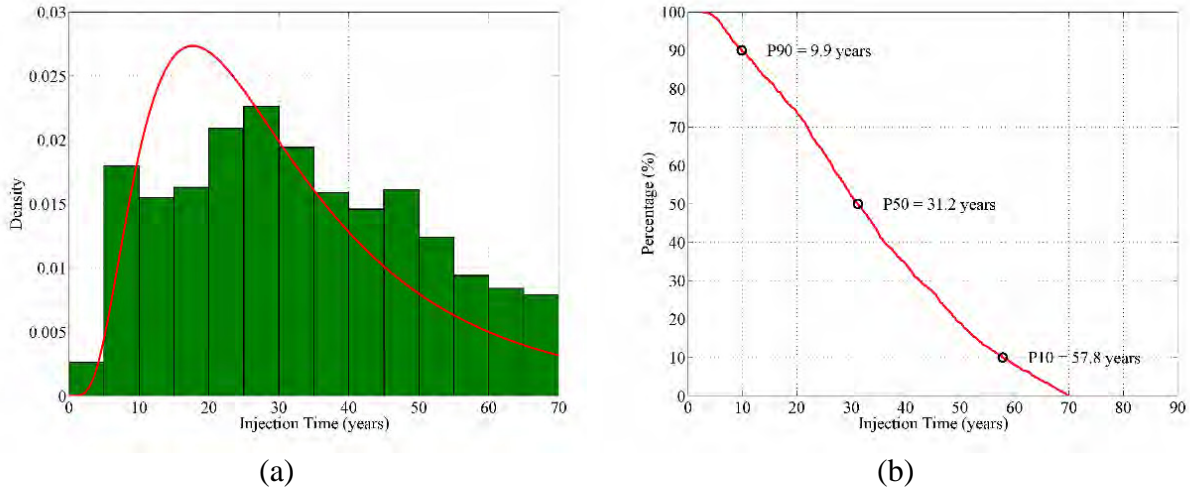 0.03
0.025
0.02
0.015
0.01
0.005
0
Density
0 10 20 30 40 50 60 70
Injection Time (years)
(a)
100
90
80
70
60
50
40
30
20
10
0
Percentage (%)
P90 = 9.9 years
P50 = 31.2 years
P10 = 57.8 years
0 10 20 30 40 50 60 70 80 90
Injection Time (years)
(b)